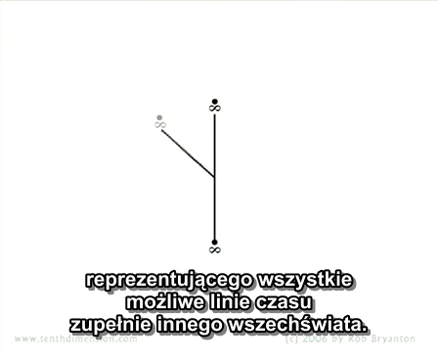 ∞
∞
∞
reprezentującego wszystkie
możliwe linie czasu
zupełnie innego wszechświata.
www.tenthdimension.com (c) 2006 by Rob Bryanton